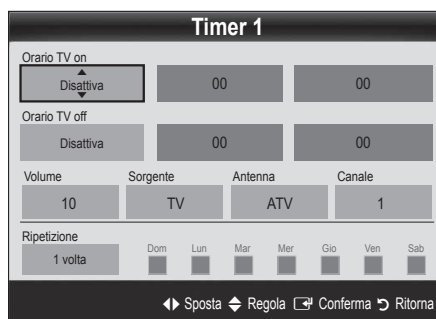 Timer 1
Orario TV on
Disattiva 00 00
Orario TV off
Disattiva 00 00
Volume Sorgente Antenna Canale
10 TV ATV 1
Ripetizione
1 volta Dom Lun Mar Mer Gio Ven Sab
Sposta Regola Conferma Ritorna